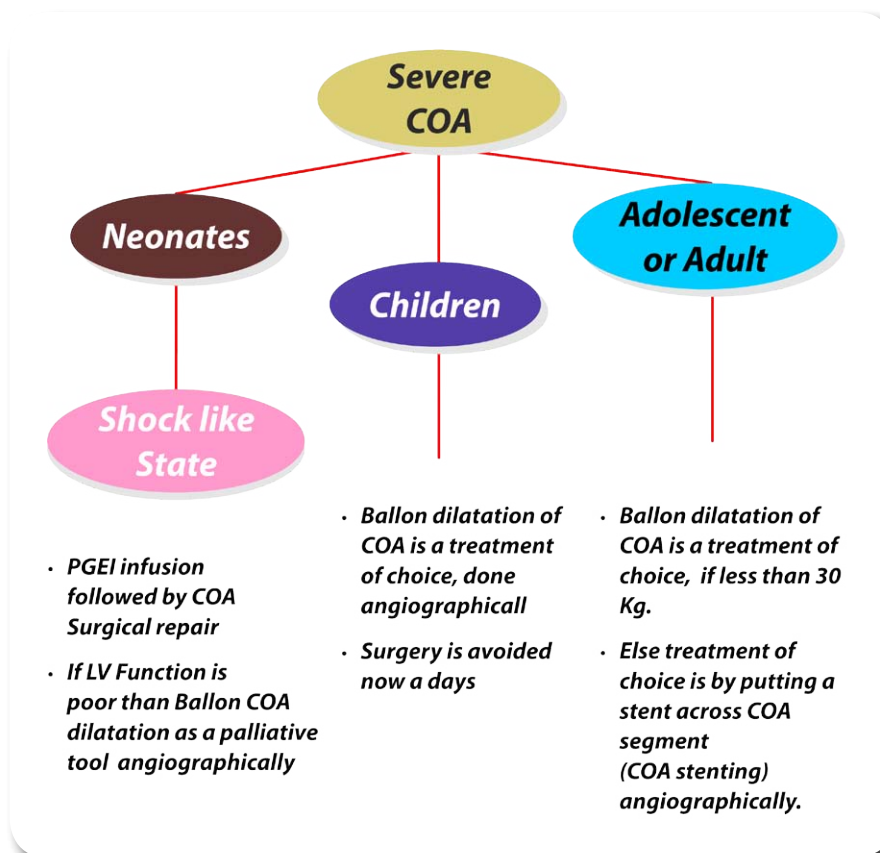 Severe
COA
Neonates
Children
Adolescent
or Adult
Shock like
State
• PGEI infusion
followed by COA
Surgical repair
• If LV Function is
poor than Ballon COA
dilatation as a palliative
tool angiographically
• Ballon dilatation of
COA is a treatment
of choice, done
angiographicall
• Surgery is avoided
now a days
• Ballon dilatation of
COA is a treatment of
choice, if less than 30
Kg.
• Else treatment of
choice is by putting a
stent across COA
segment
(COA stenting)
angiographically.